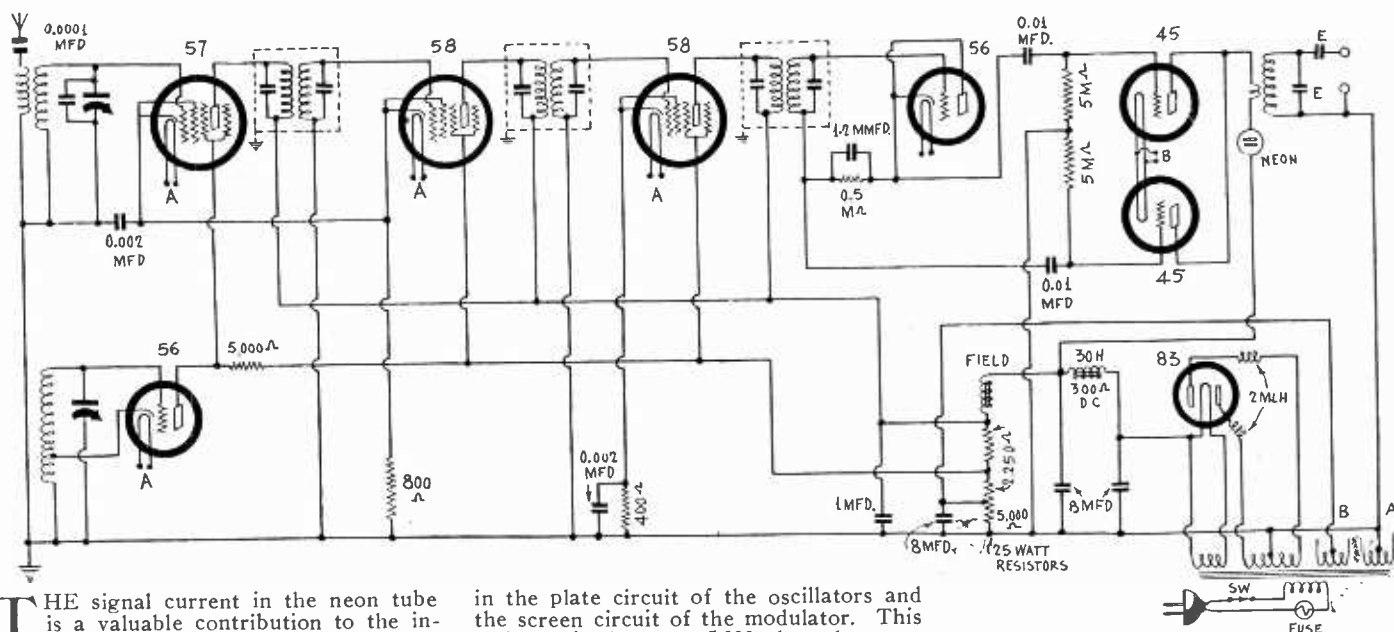 0.0001
MFD
57
58
58
56
0.01
MFD.
45
E
E
5MΩ
5MΩ
B
NEON
1.2 MMFD.
0.5
MΩ
A
A
A
0.002
MFD
0.01
MFD
45
56
5,000Ω
A
FIELD
30H
300Ω
DC
83
2MLH
800
Ω
0.002
MFD
400Ω
1MFD.
2,250Ω
5,000
Ω
8MFD
8MFD.
125 WATT
RESISTORS
B
A
SW
FUSE
THE signal current in the neon tube
is a valuable contribution to the in-
in the plate circuit of the oscillators and
the screen circuit of the modulator. This